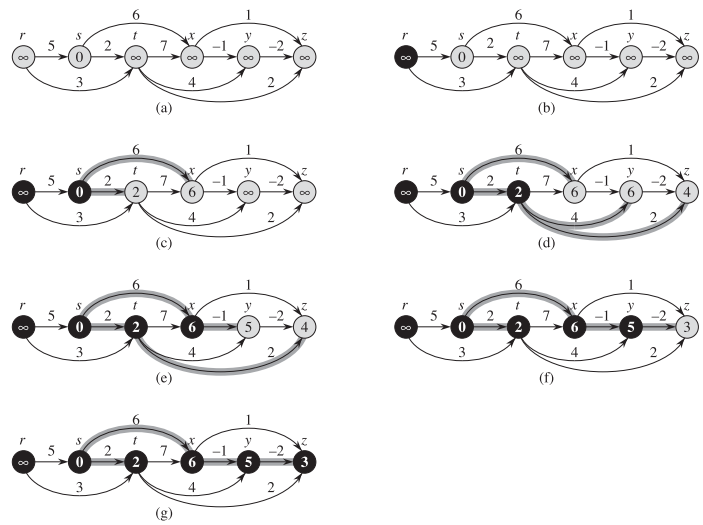 6 1
r s t x y z
5 2 7 –1 –2
∞ 0 ∞ ∞ ∞ ∞
3 4 2
(a)
6 1
r s t x y z
5 2 7 –1 –2
∞ 0 ∞ ∞ ∞ ∞
3 4 2
(b)
6 1
r s t x y z
5 2 7 –1 –2
∞ 0 2 6 ∞ ∞
3 4 2
(c)
6 1
r s t x y z
5 2 7 –1 –2
∞ 0 2 6 6 4
3 4 2
(d)
6 1
r s t x y z
5 2 7 –1 –2
∞ 0 2 6 5 4
3 4 2
(e)
6 1
r s t x y z
5 2 7 –1 –2
∞ 0 2 6 5 3
3 4 2
(f)
6 1
r s t x y z
5 2 7 –1 –2
∞ 0 2 6 5 3
3 4 2
(g)